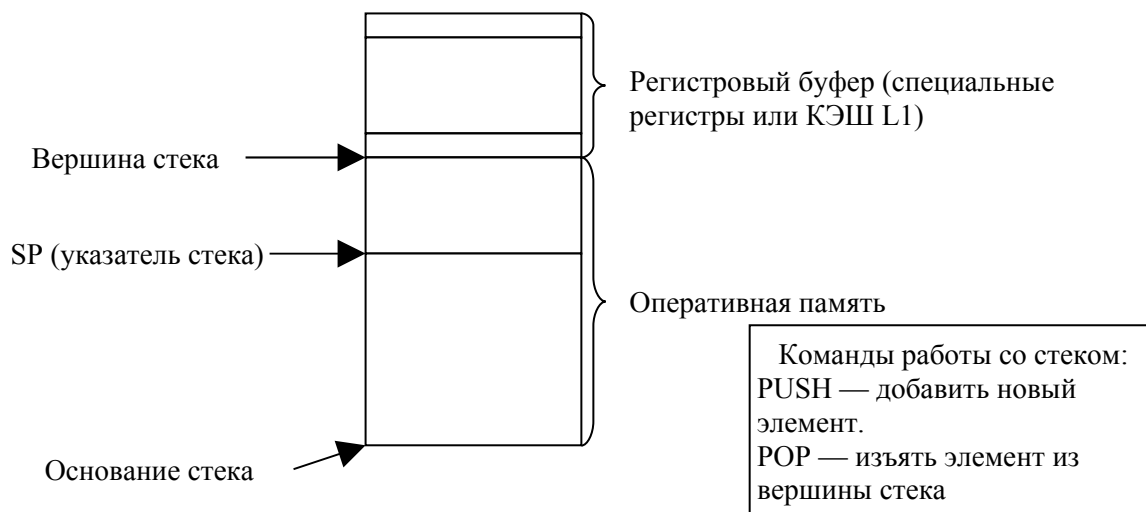 Регистровый буфер (специальные
регистры или КЭШ L1)
Вершина стека
SP (указатель стека)
Оперативная память
Команды работы со стеком:
PUSH — добавить новый
элемент.
POP — изъять элемент из
вершины стека
Основание стека